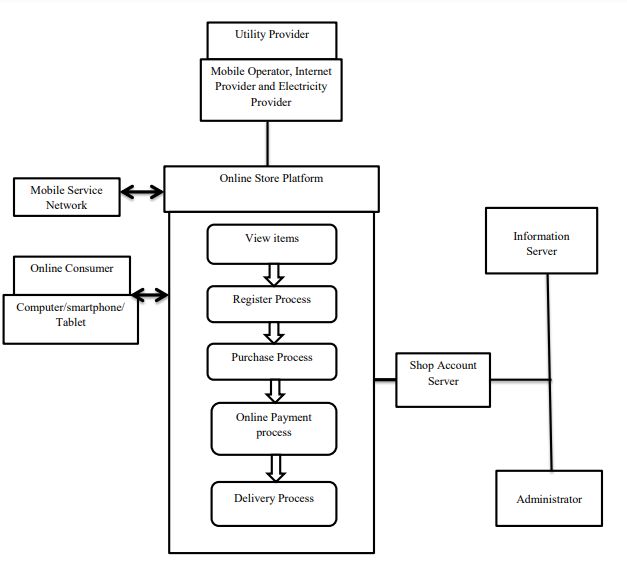 Utility Provider
Mobile Operator, Internet
Provider and Electricity
Provider
Online Store Platform
Mobile Service
Network
View items
Information
Server
Online Consumer
Computer/smartphone/
Tablet
Register Process
Purchase Process
Shop Account
Server
Online Payment
process
Delivery Process
Administrator